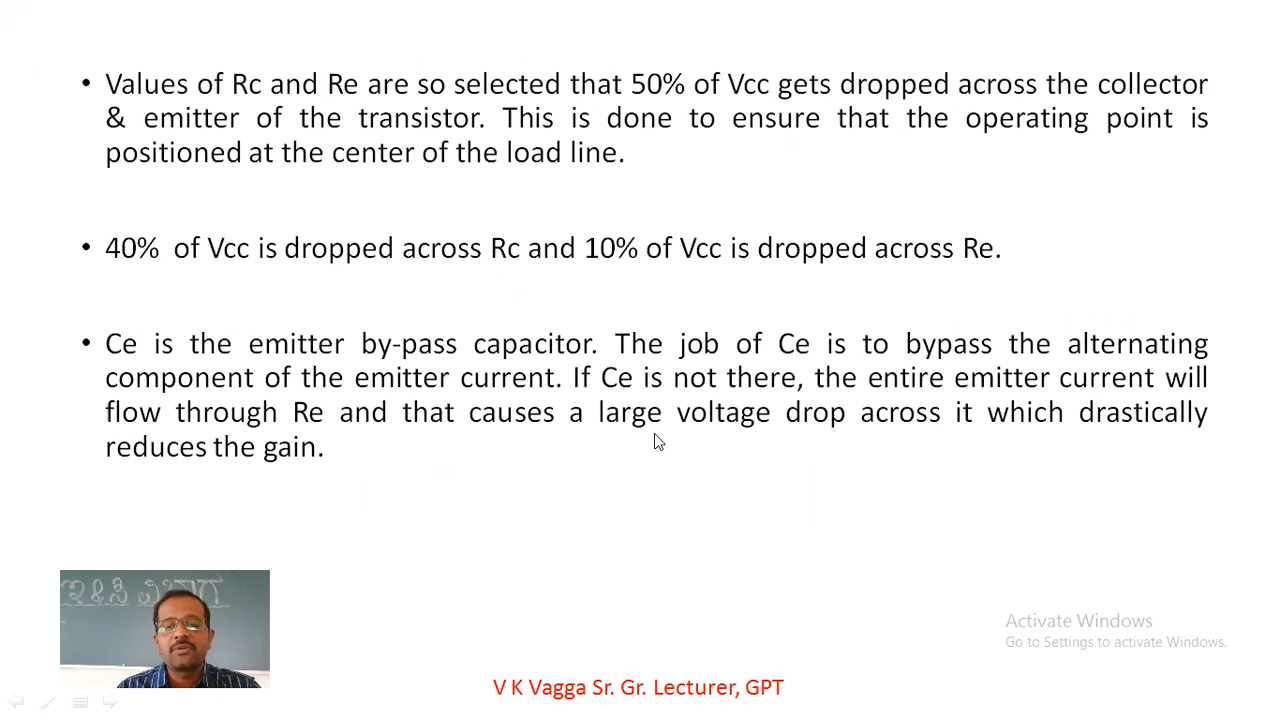 • Values of Rc and Re are so selected that 50% of Vcc gets dropped across the collector
& emitter of the transistor. This is done to ensure that the operating point is
positioned at the center of the load line.
• 40% of Vcc is dropped across Rc and 10% of Vcc is dropped across Re.
• Ce is the emitter by-pass capacitor. The job of Ce is to bypass the alternating
component of the emitter current. If Ce is not there, the entire emitter current will
flow through Re and that causes a large voltage drop across it which drastically
reduces the gain.
ಇ&ಸಿ ವಿಭಾಗ
Activate Windows
Go to Settings to activate Windows.
V K Vagga Sr. Gr. Lecturer, GPT